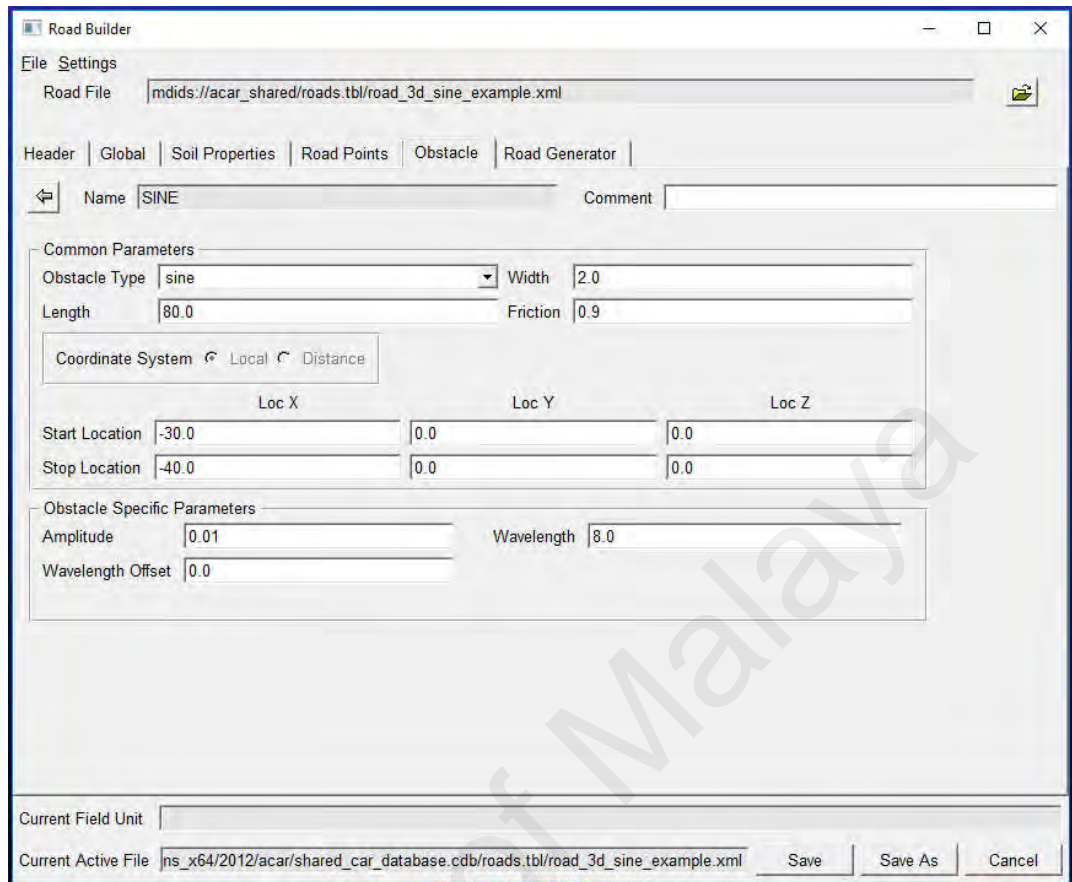 Road Builder
File Settings
Road File mdids://acar_shared/roads.tbl/road_3d_sine_example.xml
Header Global Soil Properties Road Points Obstacle Road Generator
Name SINE Comment
Common Parameters
Obstacle Type sine Width 2.0
Length 80.0 Friction 0.9
Coordinate System Local Distance
Loc X Loc Y Loc Z
Start Location -30.0 0.0 0.0
Stop Location -40.0 0.0 0.0
Obstacle Specific Parameters
Amplitude 0.01 Wavelength 8.0
Wavelength Offset 0.0
of Malaya
Current Field Unit
Current Active File ns_x64/2012/acar/shared_car_database.cdb/roads.tbl/road_3d_sine_example.xml Save Save As Cancel